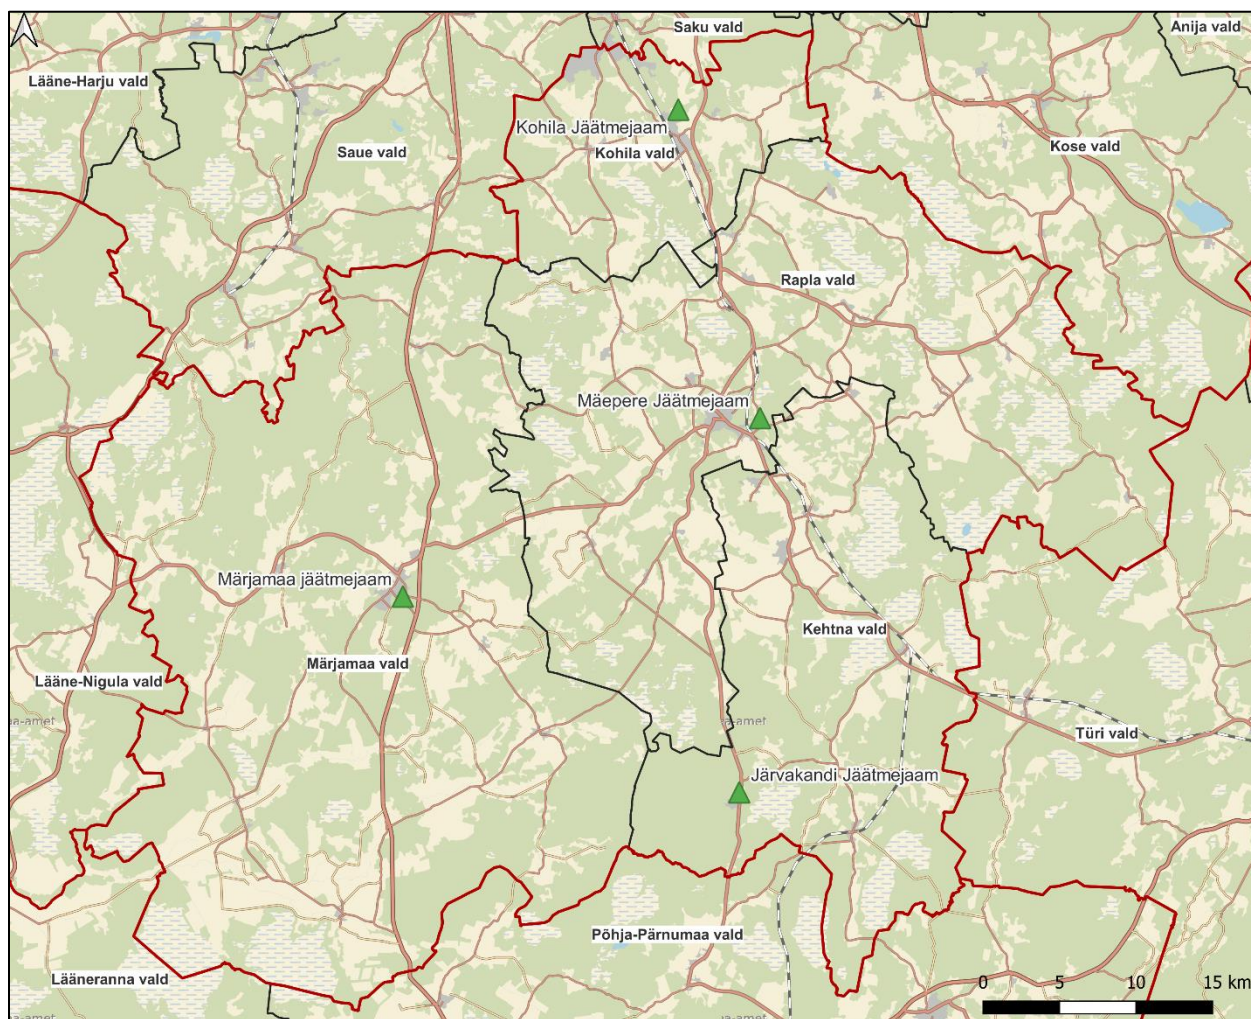 Saku vald
Anija vald
Lääne-Harju vald
Kohila Jäätmejaam
Saue vald
Kohila vald
Kose vald
Rapla vald
Mäepere Jäätmejaam
Märjamaa jäätmejaam
Kehtna vald
Märjamaa vald
Lääne-Nigula vald
a-amet
a-amet
Türi vald
Järvakandi Jäätmejaam
Põhja-Pärnumaa vald
Lääneranna vald
0 5 10 15 km